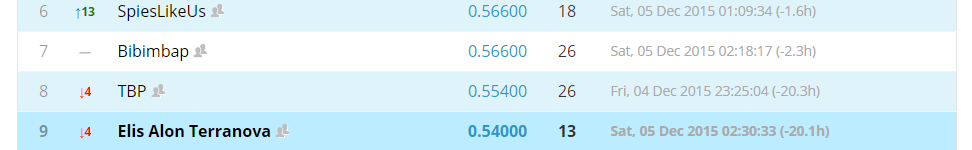 6 ↑13 SpiesLikeUs 0.56600 18 Sat, 05 Dec 2015 01:09:34 (-1.6h)
7 — Bibimbap 0.56600 26 Sat, 05 Dec 2015 02:18:17 (-2.3h)
8 ↓4 TBP 0.55400 26 Fri, 04 Dec 2015 23:25:04 (-20.3h)
9 ↓4 Elis Alon Terranova 0.54000 13 Sat, 05 Dec 2015 02:30:33 (-20.1h)